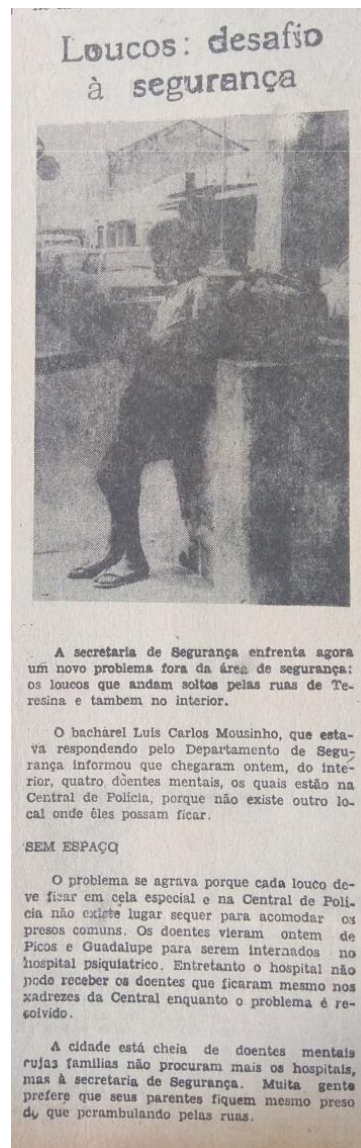 Loucos: desafio
à segurança
A secretaria de Segurança enfrenta agora
um novo problema fora da área de segurança:
os loucos que andam soltos pelas ruas de Te-
resina e tambem no interior.
O bacharel Luis Carlos Mousinho, que esta-
va respondendo pelo Departamento de Segu-
rança informou que chegaram ontem, do inte-
rior, quatro doentes mentais, os quais estão na
Central de Policia, porque não existe outro lo-
cal onde êles possam ficar.
SEM ESPAÇO
O problema se agrava porque cada louco de-
ve ficar em cela especial e na Central de Poli-
cia não existe lugar sequer para acomodar os
presos comuns. Os doentes vieram ontem de
Picos e Guadalupe para serem internados no
hospital psiquiatrico. Entretanto o hospital não
pode receber os doentes que ficaram mesmo nos
xadrezes da Central enquanto o problema é re-
solvido.
A cidade está cheia de doentes mentais
cujas familias não procuram mais os hospitais,
mas à secretaria de Segurança. Muita gente
prefere que seus parentes fiquem mesmo preso
do que perambulando pelas ruas.